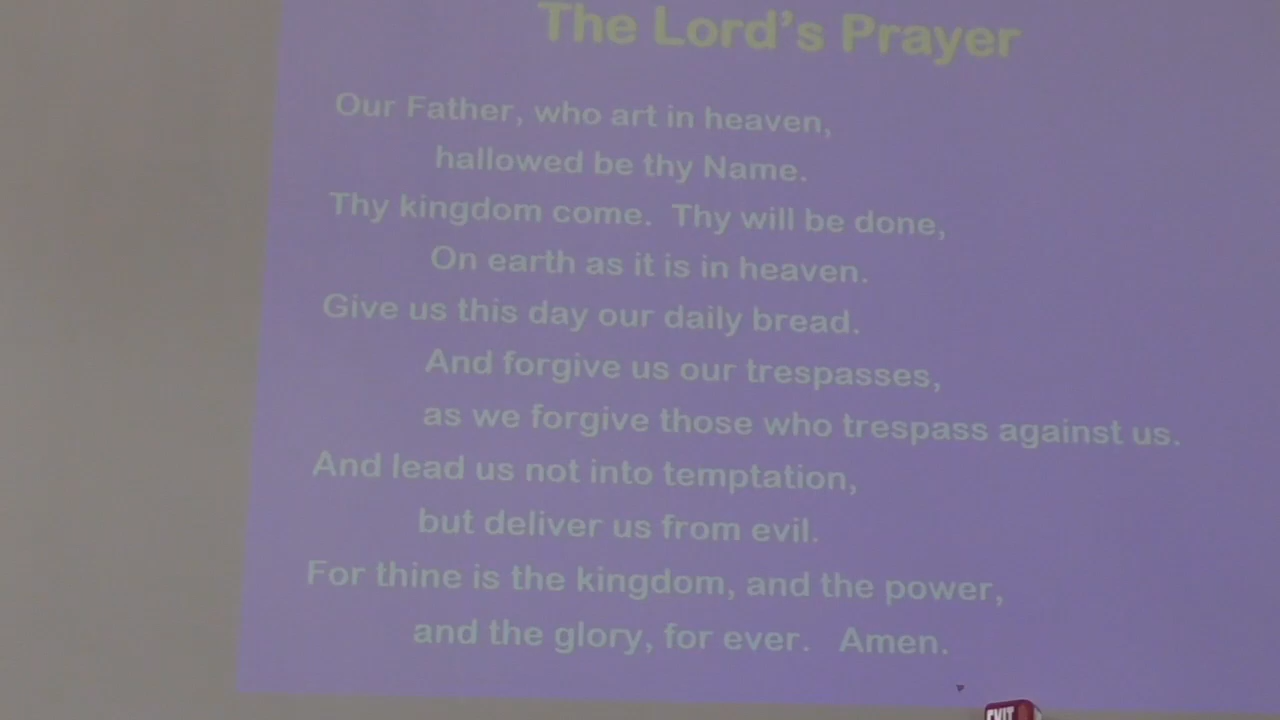 The Lord's Prayer
Our Father, who art in heaven,
hallowed be thy Name.
Thy kingdom come. Thy will be done,
On earth as it is in heaven.
Give us this day our daily bread.
And forgive us our trespasses,
as we forgive those who trespass against us.
And lead us not into temptation,
but deliver us from evil.
For thine is the kingdom, and the power,
and the glory, for ever. Amen.
EXIT